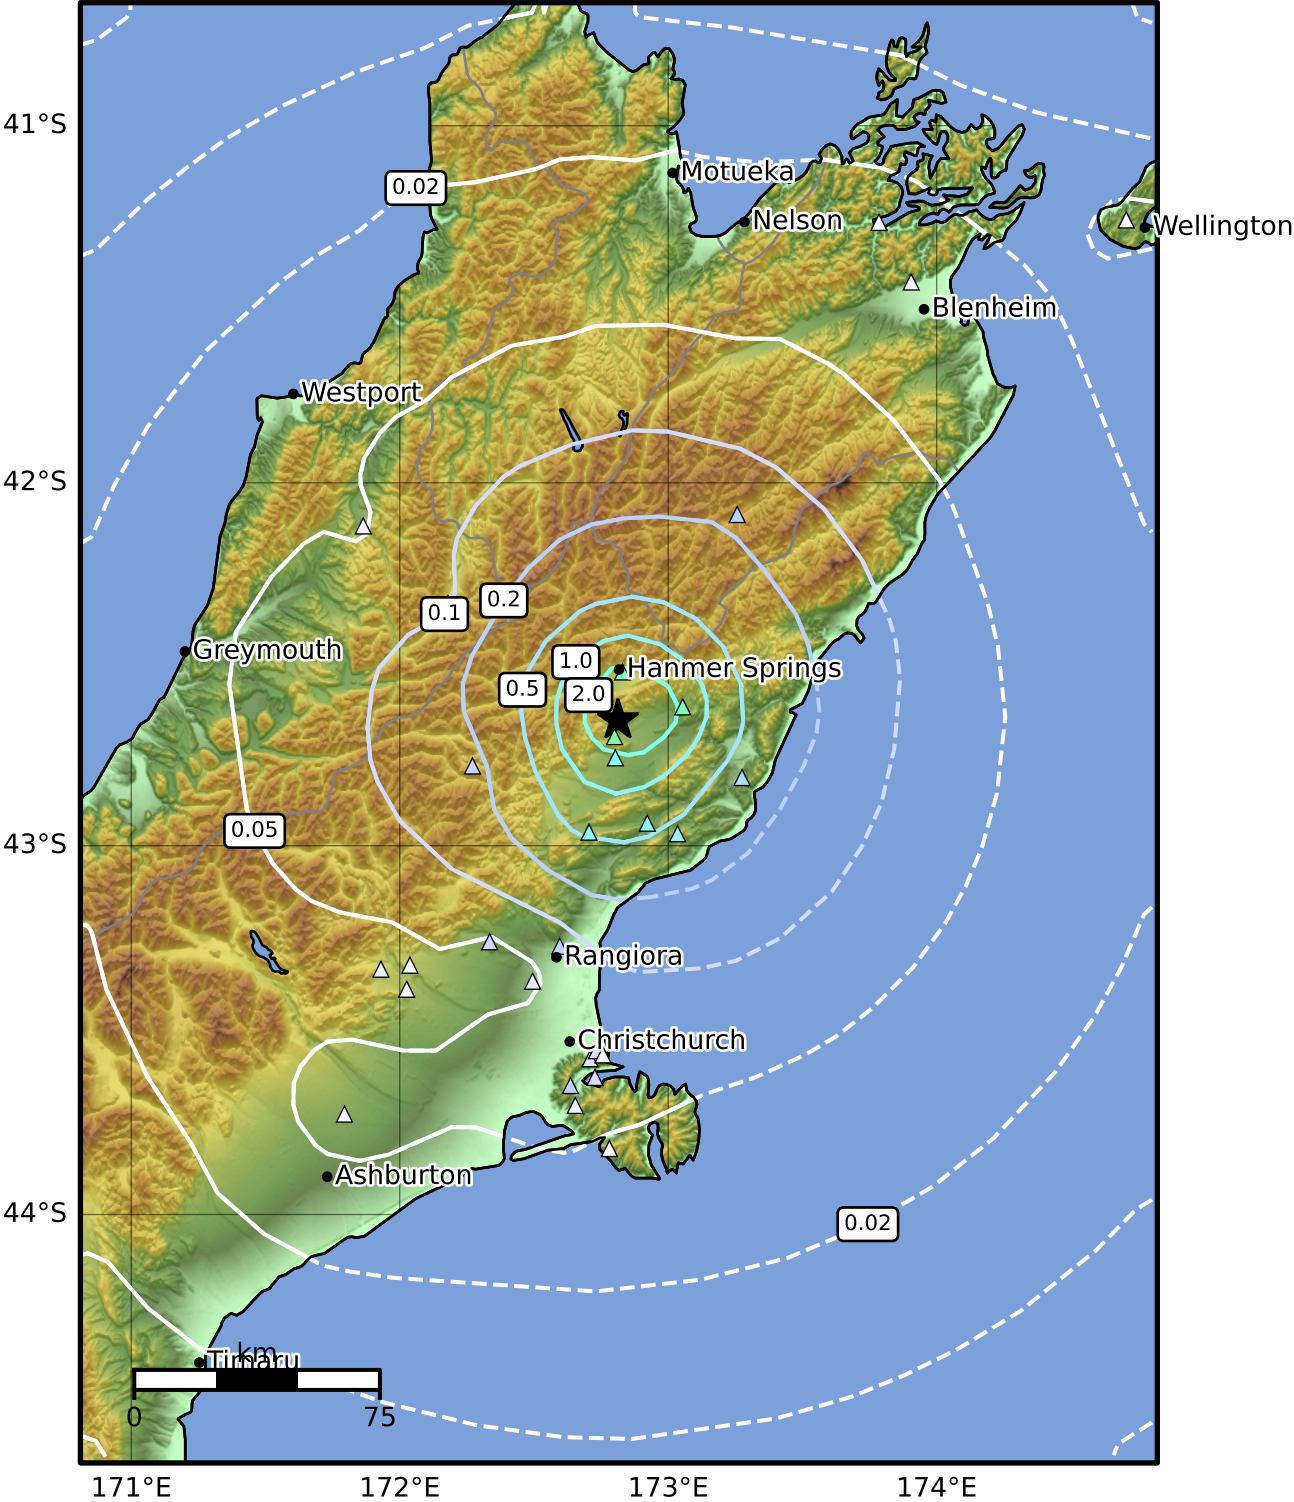 41°S
Motueka
0.02
Nelson
Wellington
Blenheim
Westport
42°S
0.1
0.2
Greymouth
1.0
Hanmer Springs
0.5
2.0
0.05
43°S
Rangiora
Christchurch
Ashburton
44°S
0.02
km
Timaru
0
75
171°E
172°E
173°E
174°E